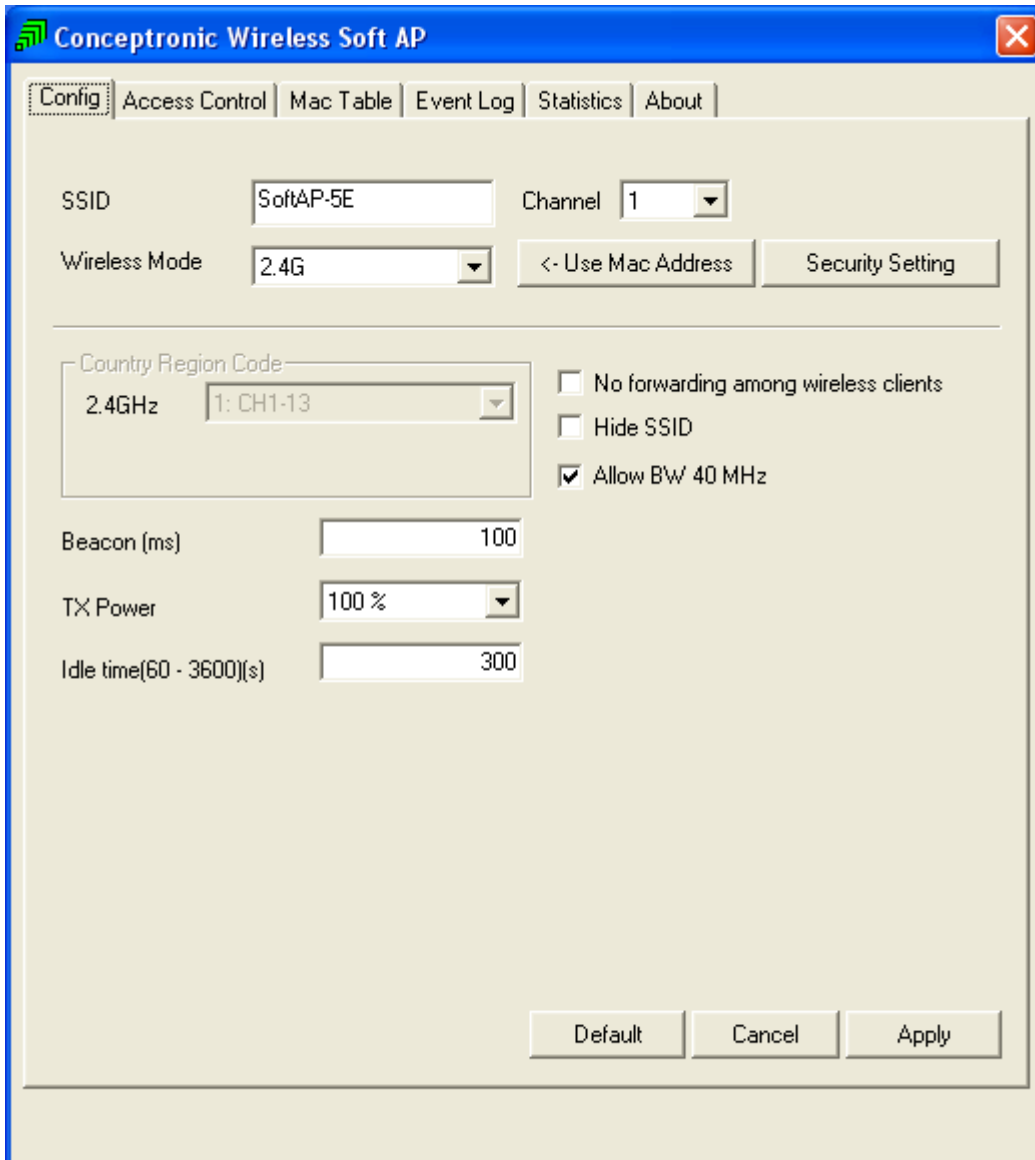 Conceptronic Wireless Soft AP
Config Access Control Mac Table Event Log Statistics About
SSID SoftAP-5E Channel 1
Wireless Mode 2.4G <- Use Mac Address Security Setting
Country Region Code
2.4GHz 1: CH1-13
No forwarding among wireless clients
Hide SSID
Allow BW 40 MHz
Beacon (ms) 100
TX Power 100 %
Idle time(60 - 3600)(s) 300
Default Cancel Apply